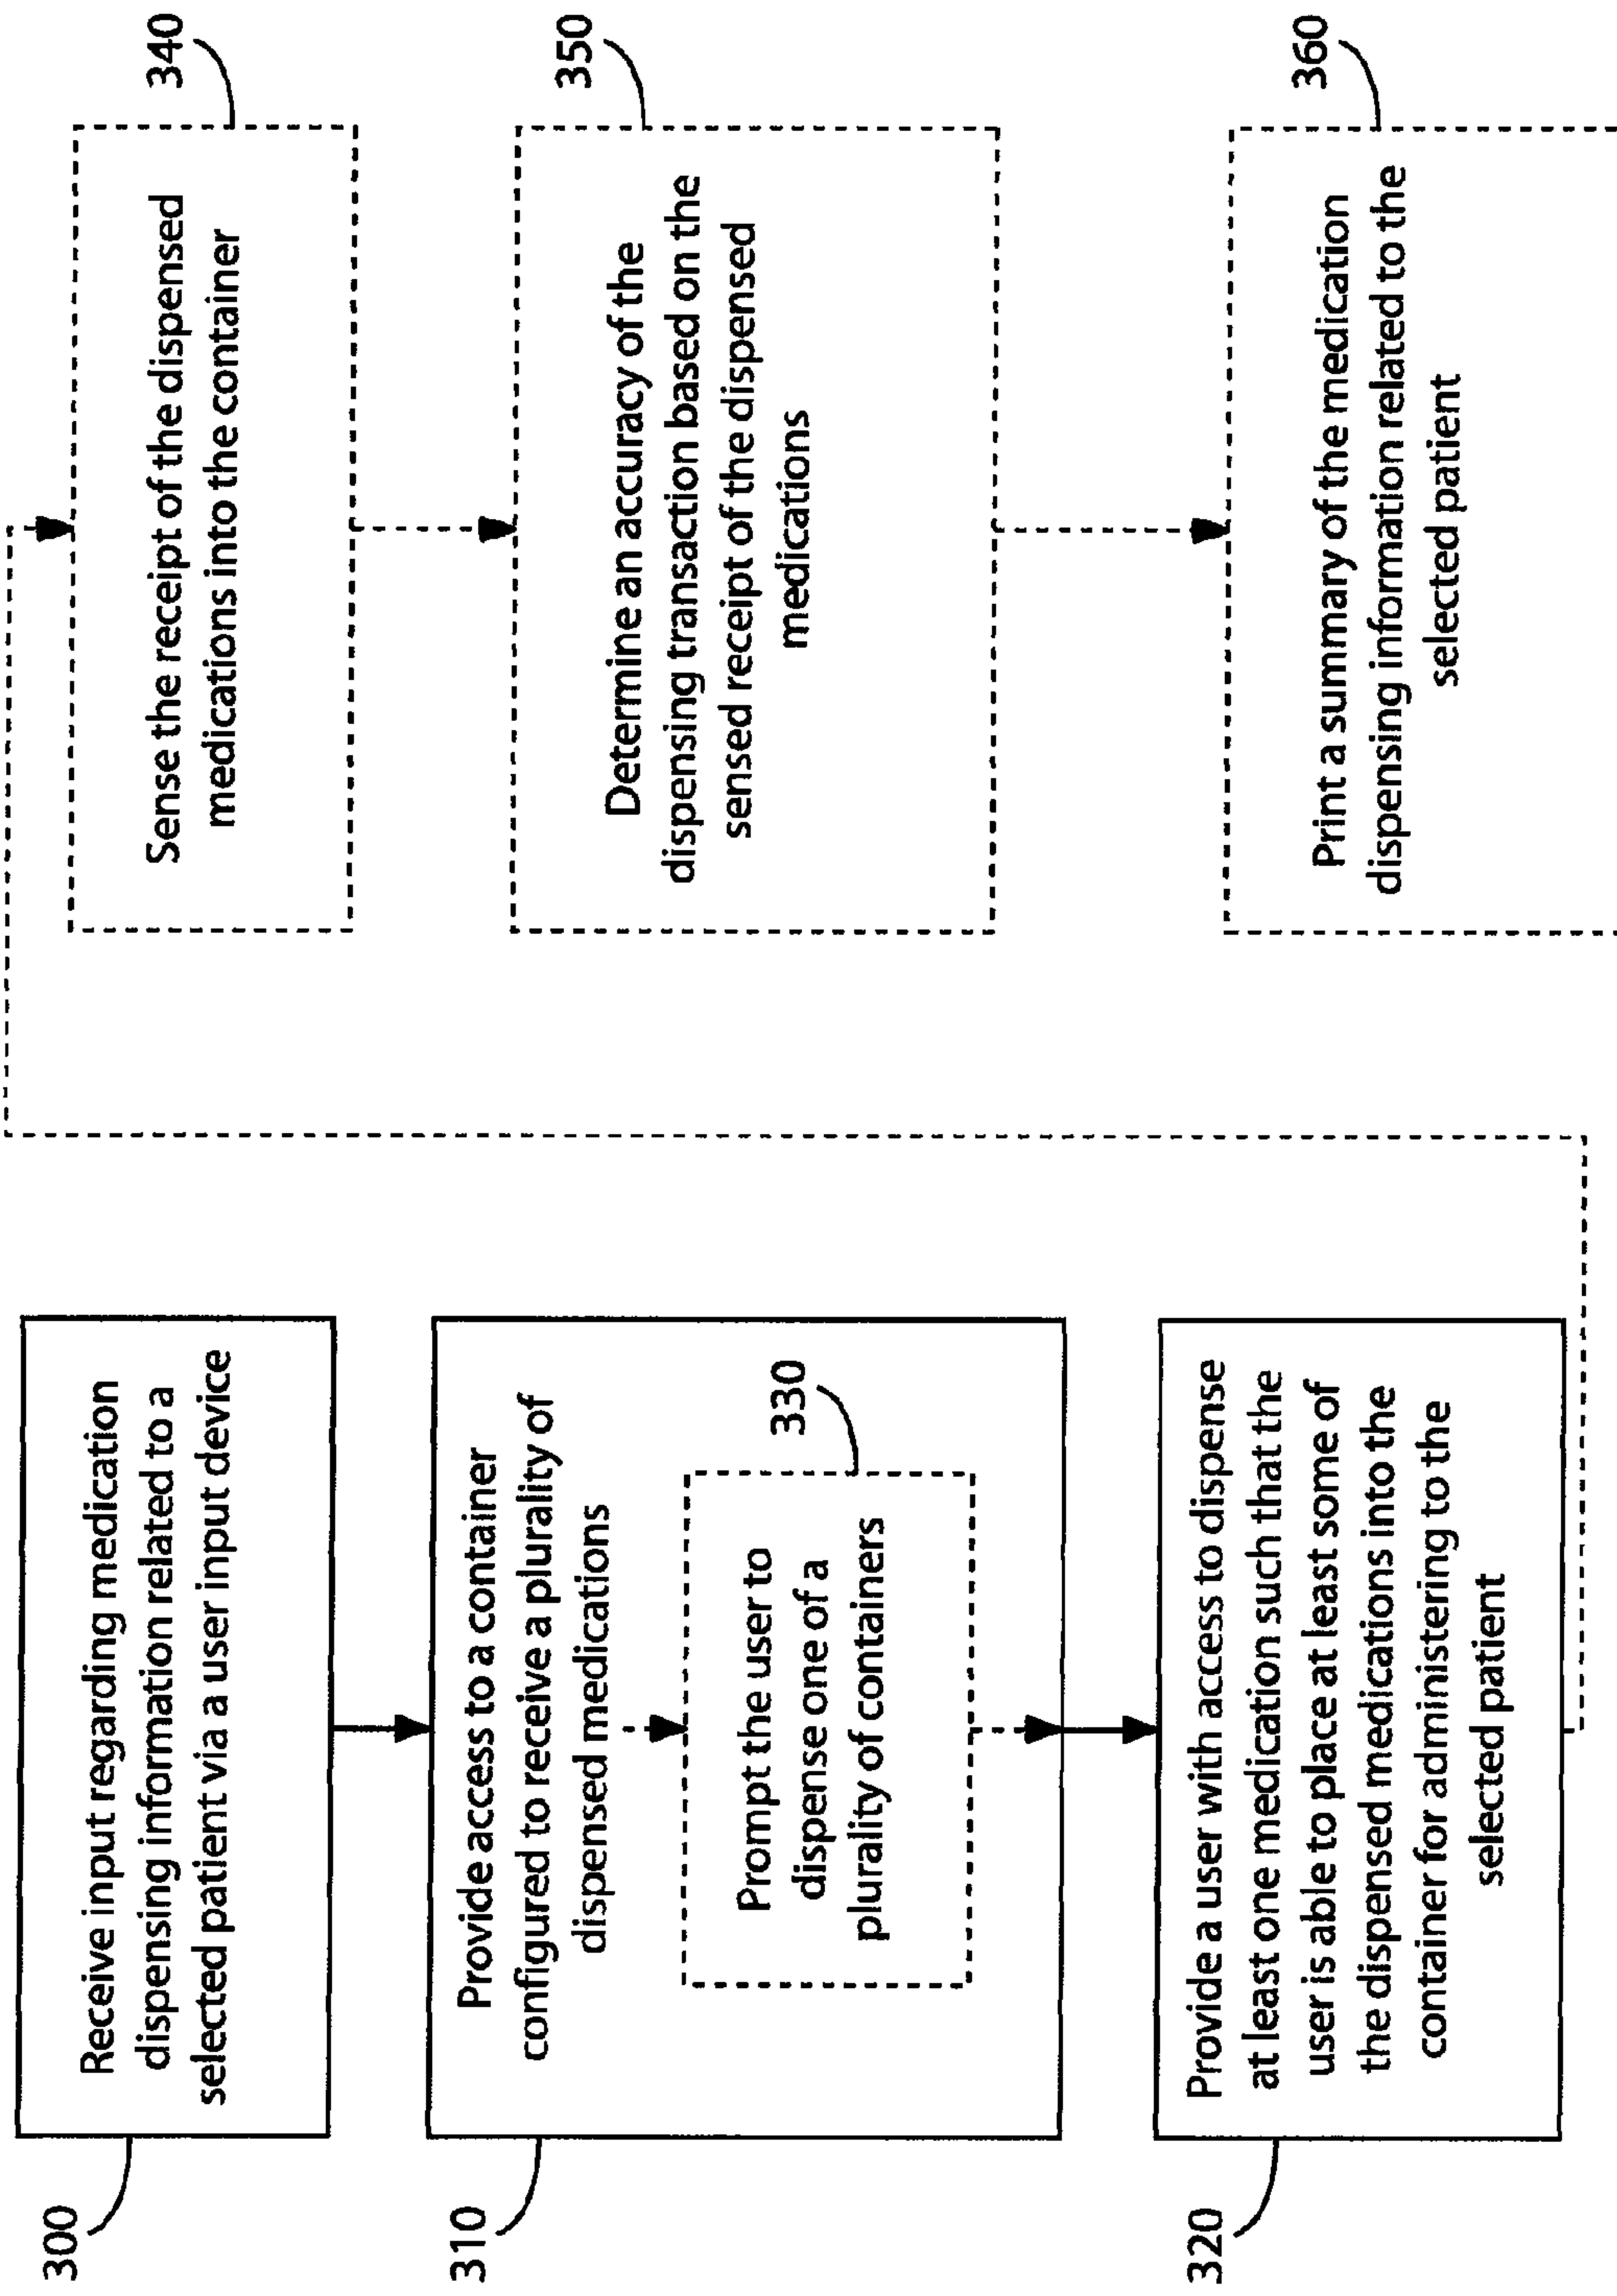 300
Receive input regarding medication
dispensing information related to a
selected patient via a user input device
310
Provide access to a container
configured to receive a plurality of
dispensed medications
330
Prompt the user to
dispense one of a
plurality of containers
320
Provide a user with access to dispense
at least one medication such that the
user is able to place at least some of
the dispensed medications into the
container for administering to the
selected patient
340
Sense the receipt of the dispensed
medications into the container
350
Determine an accuracy of the
dispensing transaction based on the
sensed receipt of the dispensed
medications
360
Print a summary of the medication
dispensing information related to the
selected patient